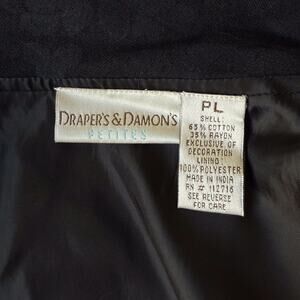 DRAPER'S & DAMON'S
PETITES
PL
SHELL:
65% COTTON
35% RAYON
EXCLUSIVE OF
DECORATION
LINING:
100% POLYESTER
MADE IN INDIA
RN # 112716
SEE REVERSE
FOR CARE